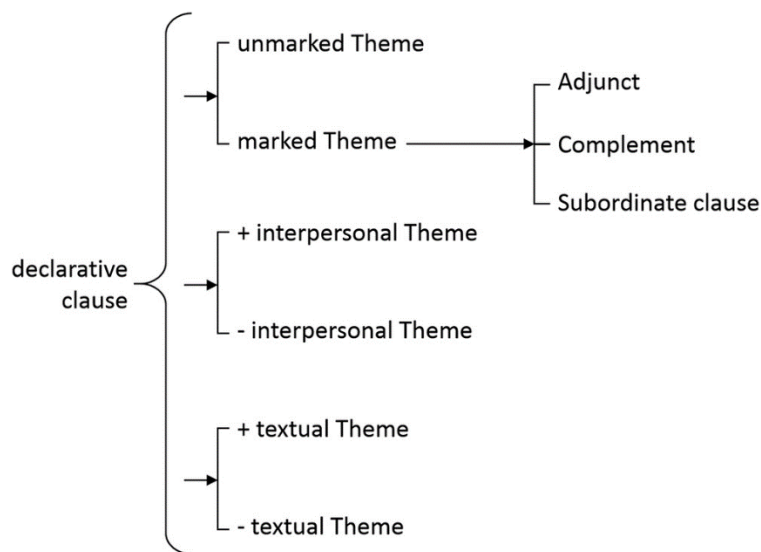 unmarked Theme
Adjunct
marked Theme
Complement
Subordinate clause
+ interpersonal Theme
declarative
clause
- interpersonal Theme
+ textual Theme
- textual Theme